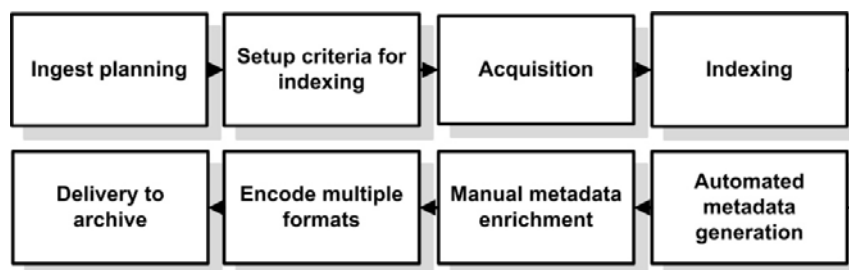 Ingest planning
Setup criteria for
indexing
Acquisition
Indexing
Delivery to
archive
Encode multiple
formats
Manual metadata
enrichment
Automated
metadata
generation